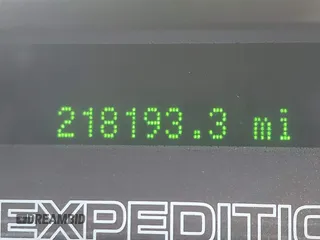 218193.3 mi
EXPEDITIO
DREAMBID